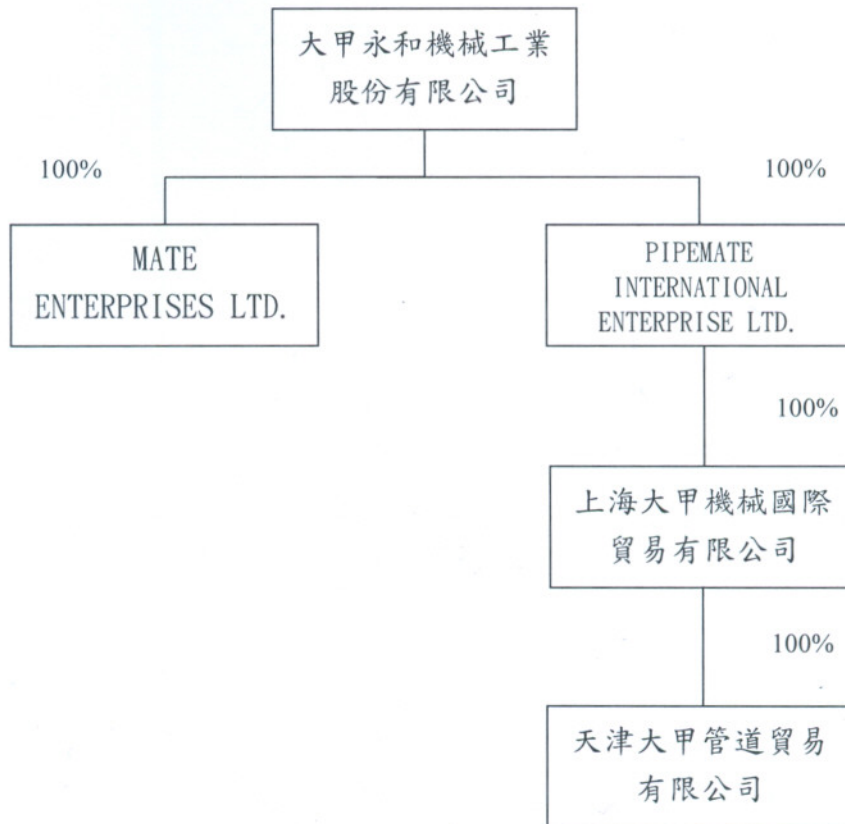 大甲永和機械工業
股份有限公司
100%
100%
MATE
ENTERPRISES LTD.
PIPEMATE
INTERNATIONAL
ENTERPRISE LTD.
100%
上海大甲機械國際
貿易有限公司
100%
天津大甲管道貿易
有限公司